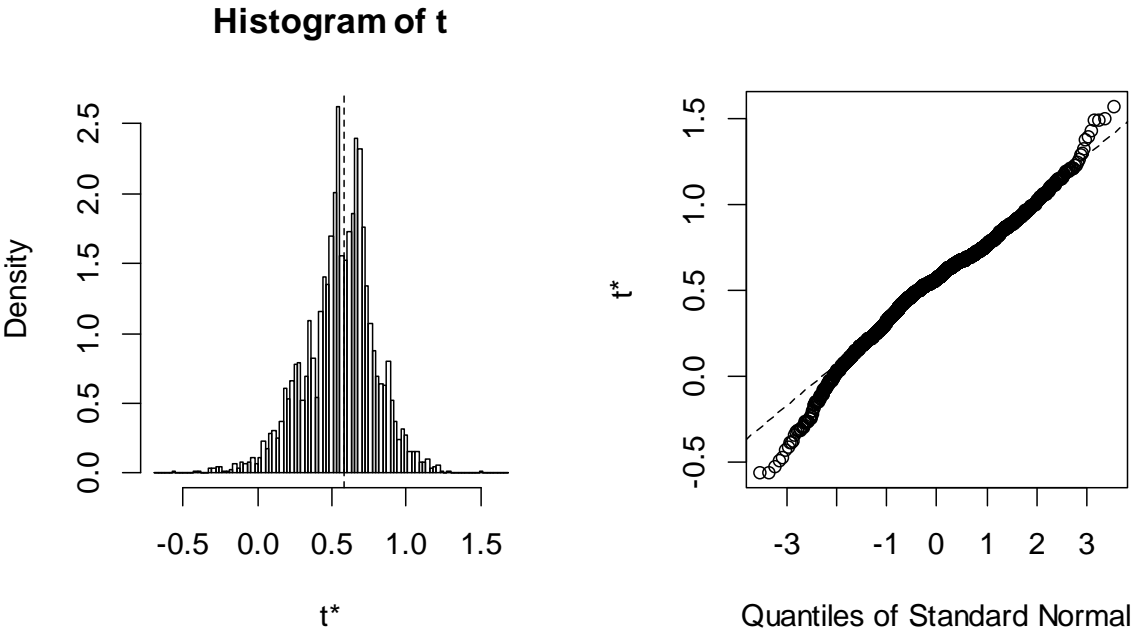 Histogram of t
Density
0.0 0.5 1.0 1.5 2.0 2.5
-0.5 0.0 0.5 1.0 1.5
t*
t*
-0.5 0.0 0.5 1.0 1.5
-3 -1 0 1 2 3
Quantiles of Standard Normal